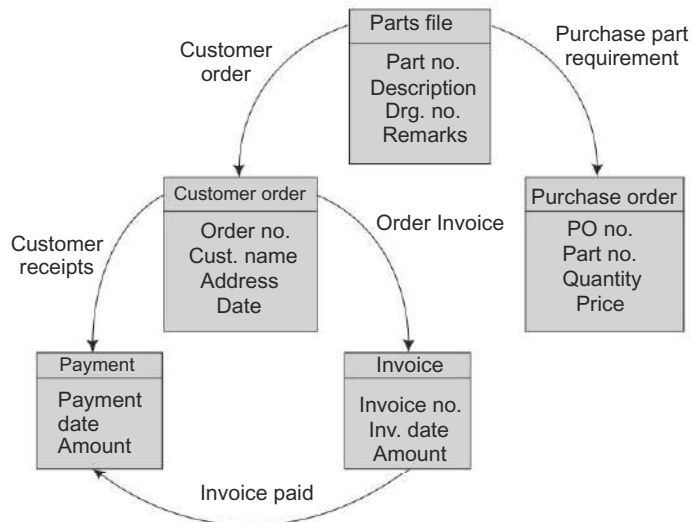 Parts file
Part no.
Description
Drg. no.
Remarks
Customer
order
Purchase part
requirement
Customer order
Order no.
Cust. name
Address
Date
Purchase order
PO no.
Part no.
Quantity
Price
Customer
receipts
Order Invoice
Payment
Payment
date
Amount
Invoice
Invoice no.
Inv. date
Amount
Invoice paid